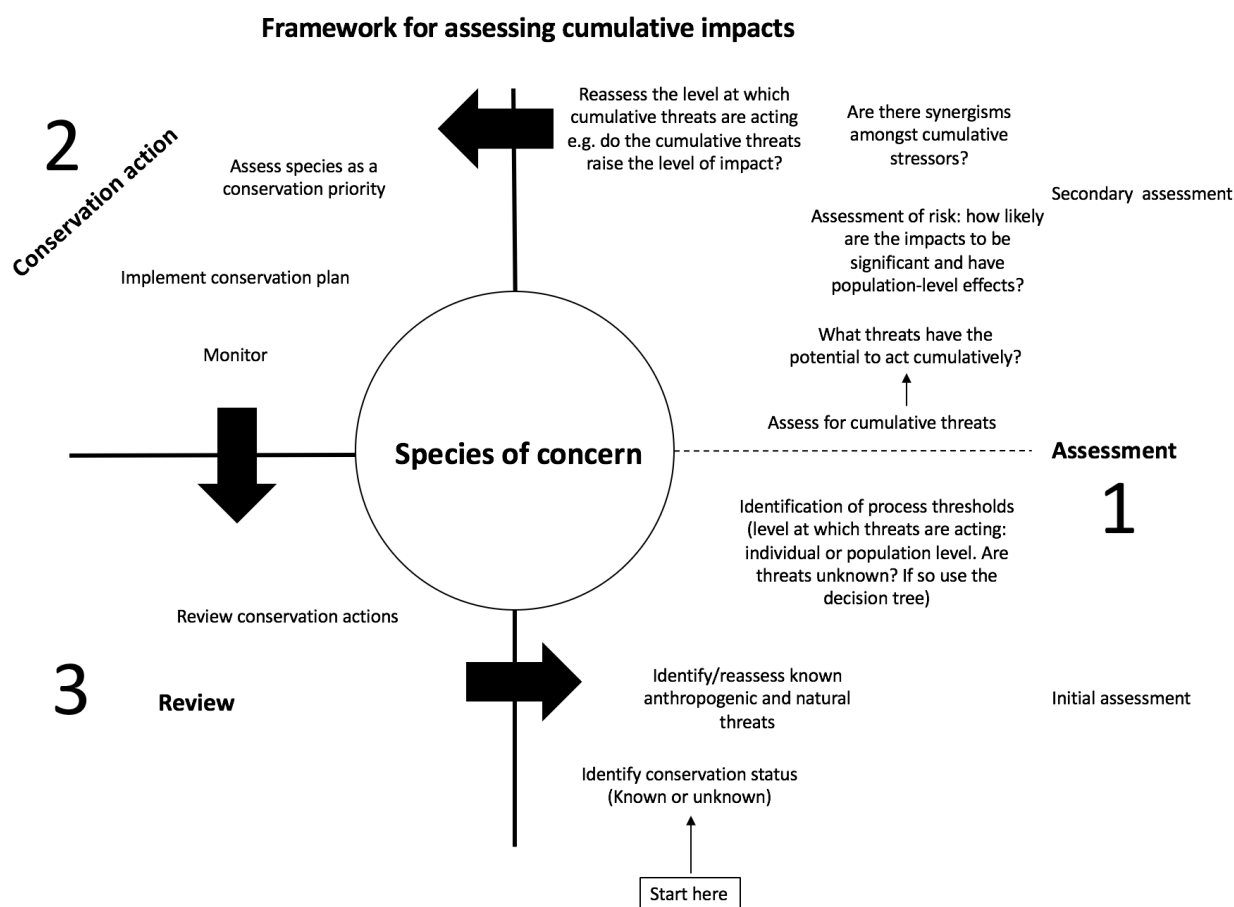 Framework for assessing cumulative impacts
2
Conservation action
Assess species as a
conservation priority
Implement conservation plan
Monitor
Reassess the level at which
cumulative threats are acting
e.g. do the cumulative threats
raise the level of impact?
Are there synergisms
amongst cumulative
stressors?
Secondary assessment
Assessment of risk: how likely
are the impacts to be
significant and have
population-level effects?
What threats have the
potential to act cumulatively?
Assess for cumulative threats
Species of concern
Assessment
1
Identification of process thresholds
(level at which threats are acting:
individual or population level. Are
threats unknown? If so use the
decision tree)
Review conservation actions
3
Review
Identify/reassess known
anthropogenic and natural
threats
Initial assessment
Identify conservation status
(Known or unknown)
Start here